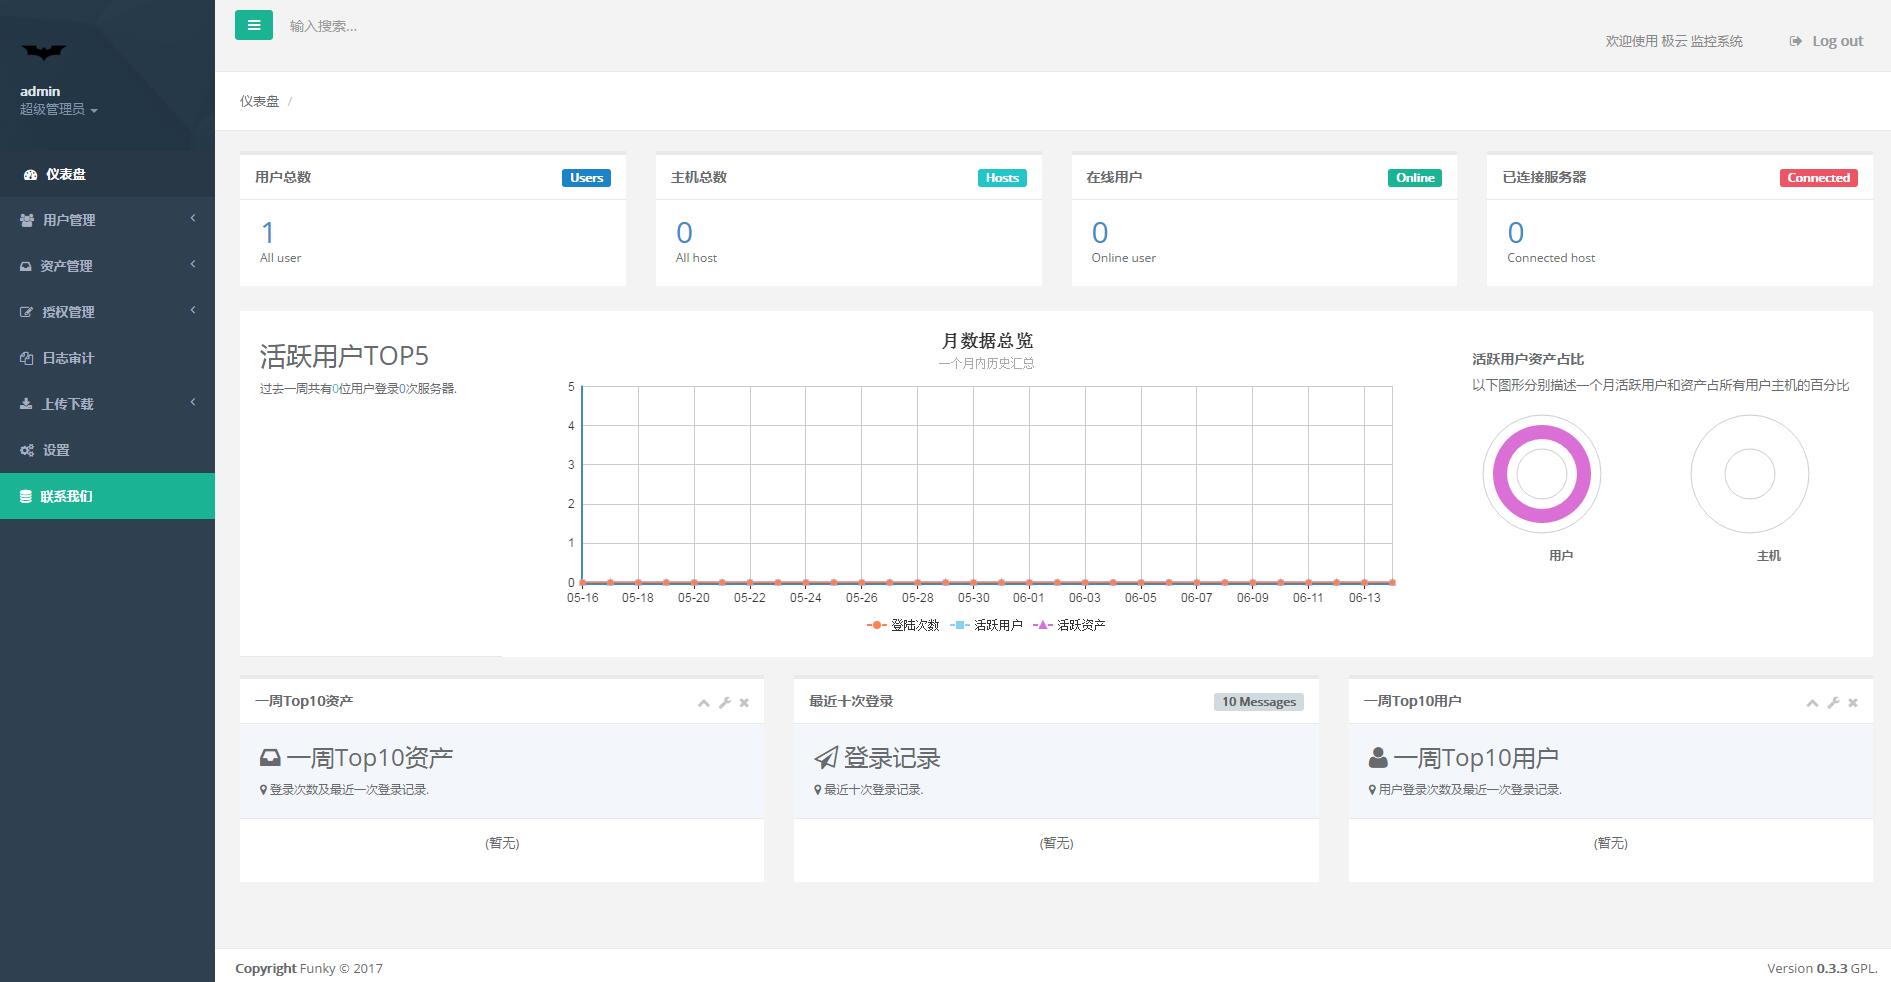 输入搜索...
欢迎使用 极云 监控系统
Log out
admin
超级管理员
仪表盘
用户管理
资产管理
授权管理
日志审计
上传下载
设置
联系我们
仪表盘 /
用户总数 Users
1
All user
主机总数 Hosts
0
All host
在线用户 Online
0
Online user
已连接服务器 Connected
0
Connected host
活跃用户TOP5
过去一周共有0位用户登录0次服务器.
月数据总览
一个月内历史汇总
5
4
3
2
1
0
05-16 05-18 05-20 05-22 05-24 05-26 05-28 05-30 06-01 06-03 06-05 06-07 06-09 06-11 06-13
登陆次数 活跃用户 活跃资产
活跃用户资产占比
以下图形分别描述一个月活跃用户和资产占所有用户主机的百分比
用户 主机
一周Top10资产
一周Top10资产
登录次数及最近一次登录记录.
(暂无)
最近十次登录 10 Messages
登录记录
最近十次登录记录.
(暂无)
一周Top10用户
一周Top10用户
用户登录次数及最近一次登录记录.
(暂无)
Copyright Funky © 2017
Version 0.3.3 GPL.